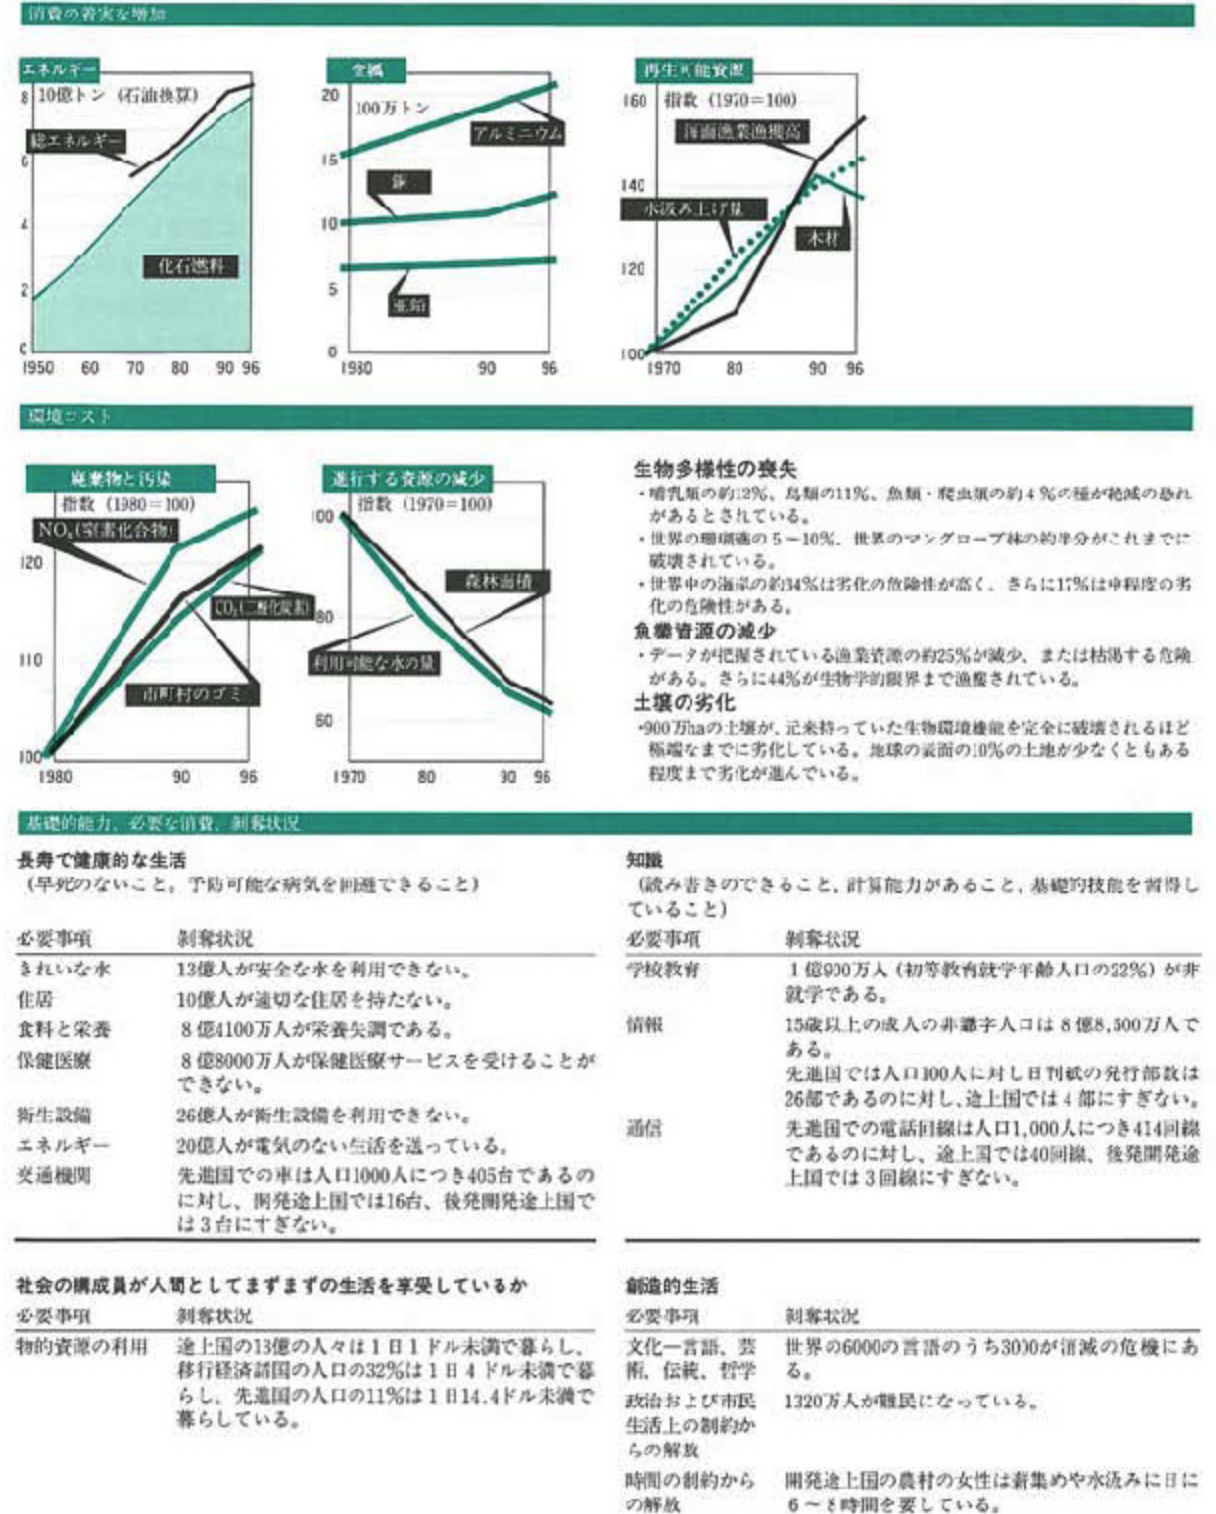 消費の着実な増加
エネルギー
10億トン (石油換算)
総エネルギー
化石燃料
8
6
4
2
0
1950 60 70 80 90 96
金属
100万トン
アルミニウム
銅
亜鉛
20
15
10
5
0
1980 90 96
再生可能資源
指数 (1970=100)
海面漁業漁獲高
水汲み上げ量
木材
160
140
120
100
1970 80 90 96
環境コスト
廃棄物と汚染
指数 (1980=100)
NOx(窒素化合物)
CO2(二酸化炭素)
市町村のゴミ
120
110
100
1980 90 96
進行する資源の減少
指数 (1970=100)
森林面積
利用可能な水の量
100
80
60
1970 80 90 96
生物多様性の喪失
・哺乳類の約12%、鳥類の11%、魚類・爬虫類の約4%の種が絶滅の恐れ
があるとされている。
・世界の珊瑚礁の5−10%、世界のマングローブ林の約半分がこれまでに
破壊されている。
・世界中の海岸の約34%は劣化の危険性が高く、さらに17%は中程度の劣
化の危険性がある。
魚類資源の減少
・データが把握されている漁業資源の約25%が減少、または枯渇する危険
がある。さらに44%が生物学的限界まで漁獲されている。
土壌の劣化
・900万haの土壌が、元来持っていた生物環境機能を完全に破壊されるほど
極端なまでに劣化している。地球の表面の10%の土地が少なくともある
程度まで劣化が進んでいる。
基礎的能力、必要な消費、剝奪状況
長寿で健康的な生活
(早死のないこと。予防可能な病気を回避できること)
必要事項 剝奪状況
きれいな水 13億人が安全な水を利用できない。
住居 10億人が適切な住居を持たない。
食料と栄養 8億4100万人が栄養失調である。
保健医療 8億8000万人が保健医療サービスを受けることが
できない。
衛生設備 26億人が衛生設備を利用できない。
エネルギー 20億人が電気のない生活を送っている。
交通機関 先進国での車は人口1000人につき405台であるの
に対し、開発途上国では16台、後発開発途上国で
は3台にすぎない。
知識
(読み書きのできること、計算能力があること、基礎的技能を習得し
ていること)
必要事項 剝奪状況
学校教育 1億900万人 (初等教育就学年齢人口の22%) が非
就学である。
情報 15歳以上の成人の非識字人口は8億8,500万人で
ある。
先進国では人口100人に対し日刊紙の発行部数は
26部であるのに対し、途上国では4部にすぎない。
通信 先進国での電話回線は人口1,000人につき414回線
であるのに対し、途上国では40回線、後発開発途
上国では3回線にすぎない。
社会の構成員が人間としてまずまずの生活を享受しているか
必要事項 剝奪状況
物的資源の利用 途上国の13億の人々は1日1ドル未満で暮らし、
移行経済諸国の人口の32%は1日4ドル未満で暮
らし、先進国の人口の11%は1日14.4ドル未満で
暮らしている。
創造的生活
必要事項 剝奪状況
文化―言語、芸 世界の6000の言語のうち3000が消滅の危機にあ
術、伝統、哲学 る。
政治および市民 1320万人が難民になっている。
生活上の制約か
らの解放
時間の制約から 開発途上国の農村の女性は薪集めや水汲みに日に
の解放 6〜8時間を要している。